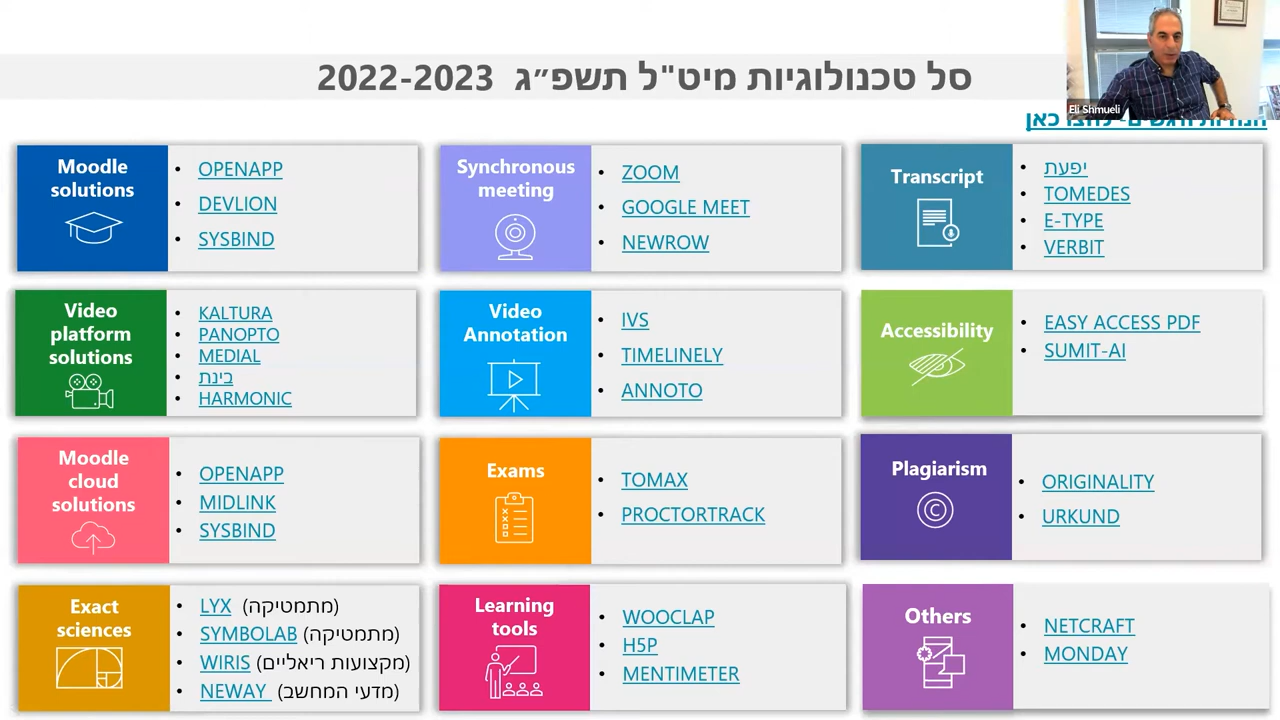 סל טכנולוגיות מיט"ל תשפ״ג 2022-2023
Eli Shmueli
לחצו כאן
Moodle
solutions
OPENAPP
DEVLION
SYSBIND
Synchronous
meeting
ZOOM
GOOGLE MEET
NEWROW
Transcript
יפעת
TOMEDES
E-TYPE
VERBIT
Video
platform
solutions
KALTURA
PANOPTO
MEDIAL
בינת
HARMONIC
Video
Annotation
IVS
TIMELINELY
ANNOTO
Accessibility
EASY ACCESS PDF
SUMIT-AI
Moodle
cloud
solutions
OPENAPP
MIDLINK
SYSBIND
Exams
TOMAX
PROCTORTRACK
Plagiarism
ORIGINALITY
URKUND
Exact
sciences
LYX (מתמטיקה)
SYMBOLAB (מתמטיקה)
WIRIS (מקצועות ריאליים)
NEWAY (מדעי המחשב)
Learning
tools
WOOCLAP
H5P
MENTIMETER
Others
NETCRAFT
MONDAY